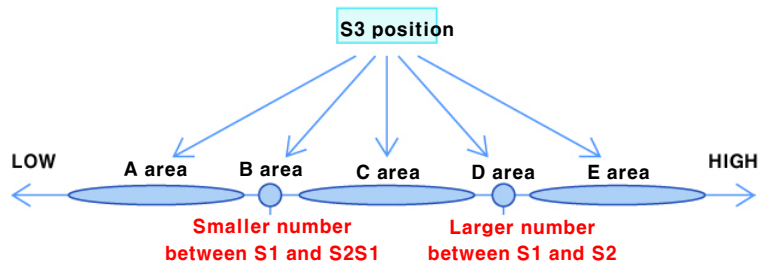 S3 position
LOW
A area
B area
C area
D area
E area
HIGH
Smaller number
between S1 and S2S1
Larger number
between S1 and S2